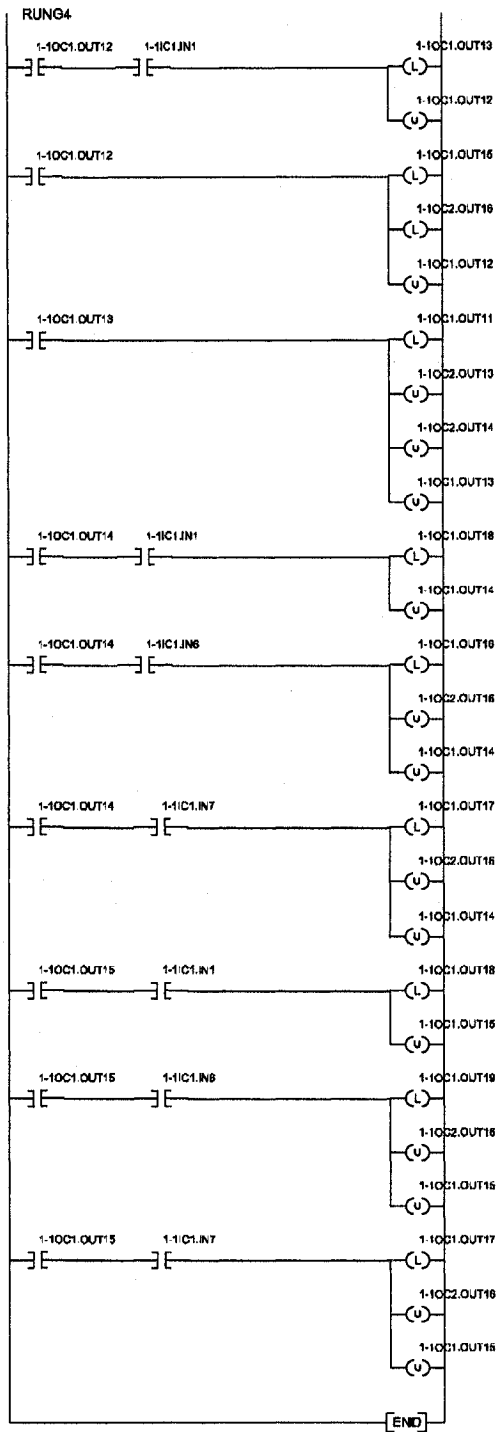 RUNG4
1-1OC1.OUT12 1-1IC1.IN1 1-1OC1.OUT13
L
1-1OC1.OUT12
U
1-1OC1.OUT12 1-1OC1.OUT15
L
1-1OC2.OUT16
L
1-1OC1.OUT12
U
1-1OC1.OUT13 1-1OC1.OUT11
L
1-1OC2.OUT13
U
1-1OC2.OUT14
U
1-1OC1.OUT13
U
1-1OC1.OUT14 1-1IC1.IN1 1-1OC1.OUT18
L
1-1OC1.OUT14
U
1-1OC1.OUT14 1-1IC1.IN6 1-1OC1.OUT16
L
1-1OC2.OUT15
U
1-1OC1.OUT14
U
1-1OC1.OUT14 1-1IC1.IN7 1-1OC1.OUT17
L
1-1OC2.OUT15
U
1-1OC1.OUT14
U
1-1OC1.OUT15 1-1IC1.IN1 1-1OC1.OUT18
L
1-1OC1.OUT15
U
1-1OC1.OUT15 1-1IC1.IN6 1-1OC1.OUT19
L
1-1OC2.OUT16
U
1-1OC1.OUT15
U
1-1OC1.OUT15 1-1IC1.IN7 1-1OC1.OUT17
L
1-1OC2.OUT16
U
1-1OC1.OUT15
U
END